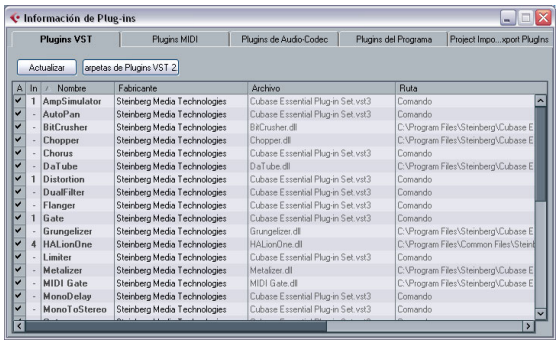 Información de Plug-ins
Plugins VST Plugins MIDI Plugins de Audio-Codec Plugins del Programa Project Impo...xport PlugIns
Actualizar arpetas de Plugins VST 2.
A In / Nombre Fabricante Archivo Ruta
1 AmpSimulator Steinberg Media Technologies Cubase Essential Plug-in Set.vst3 Comando
- AutoPan Steinberg Media Technologies Cubase Essential Plug-in Set.vst3 Comando
- BitCrusher Steinberg Media Technologies BitCrusher.dll C:\Program Files\Steinberg\Cubase E
- Chopper Steinberg Media Technologies Chopper.dll C:\Program Files\Steinberg\Cubase E
- Chorus Steinberg Media Technologies Cubase Essential Plug-in Set.vst3 Comando
- DaTube Steinberg Media Technologies DaTube.dll C:\Program Files\Steinberg\Cubase E
1 Distortion Steinberg Media Technologies Cubase Essential Plug-in Set.vst3 Comando
- DualFilter Steinberg Media Technologies Cubase Essential Plug-in Set.vst3 Comando
- Flanger Steinberg Media Technologies Cubase Essential Plug-in Set.vst3 Comando
1 Gate Steinberg Media Technologies Cubase Essential Plug-in Set.vst3 Comando
- Grungelizer Steinberg Media Technologies Grungelizer.dll C:\Program Files\Steinberg\Cubase E
4 HALionOne Steinberg Media Technologies HALionOne.dll C:\Program Files\Common Files\Steinb
- Limiter Steinberg Media Technologies Cubase Essential Plug-in Set.vst3 Comando
- Metalizer Steinberg Media Technologies Metalizer.dll C:\Program Files\Steinberg\Cubase E
- MIDI Gate Steinberg Media Technologies MIDI Gate.dll C:\Program Files\Steinberg\Cubase E
- MonoDelay Steinberg Media Technologies Cubase Essential Plug-in Set.vst3 Comando
- MonoToStereo Steinberg Media Technologies Cubase Essential Plug-in Set.vst3 Comando